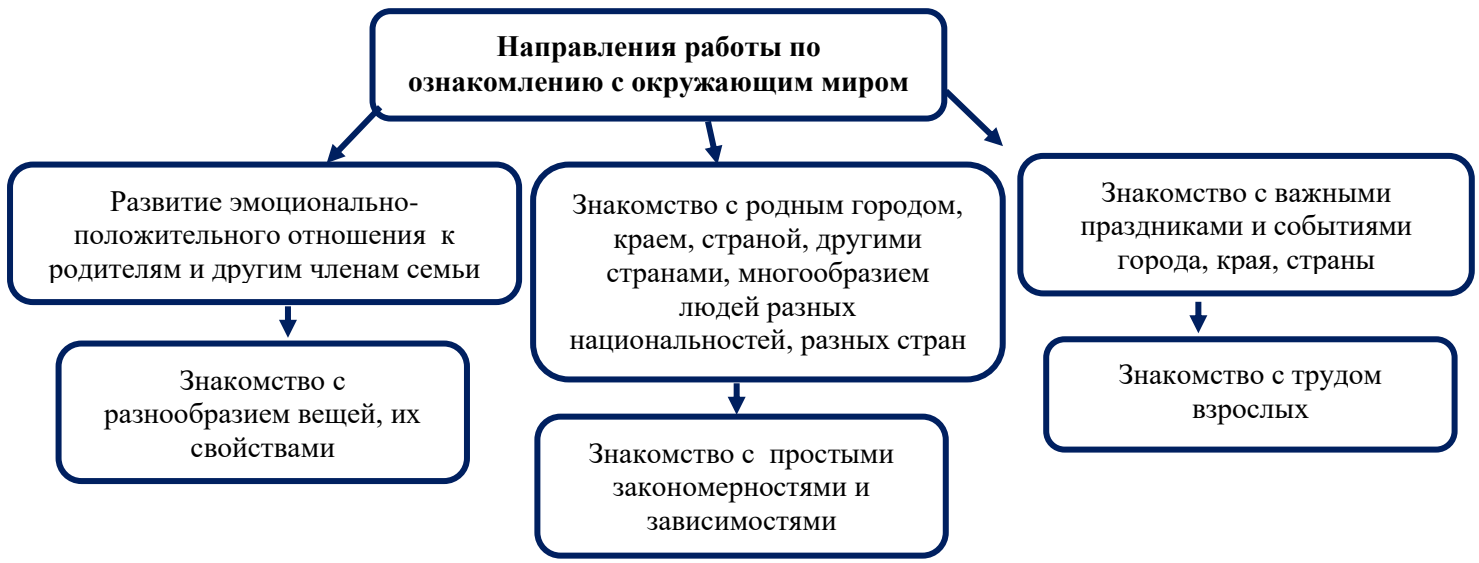 Направления работы по
ознакомлению с окружающим миром
Развитие эмоционально-
положительного отношения к
родителям и другим членам семьи
Знакомство с родным городом,
краем, страной, другими
странами, многообразием
людей разных
национальностей, разных стран
Знакомство с важными
праздниками и событиями
города, края, страны
Знакомство с
разнообразием вещей, их
свойствами
Знакомство с простыми
закономерностями и
зависимостями
Знакомство с трудом
взрослых